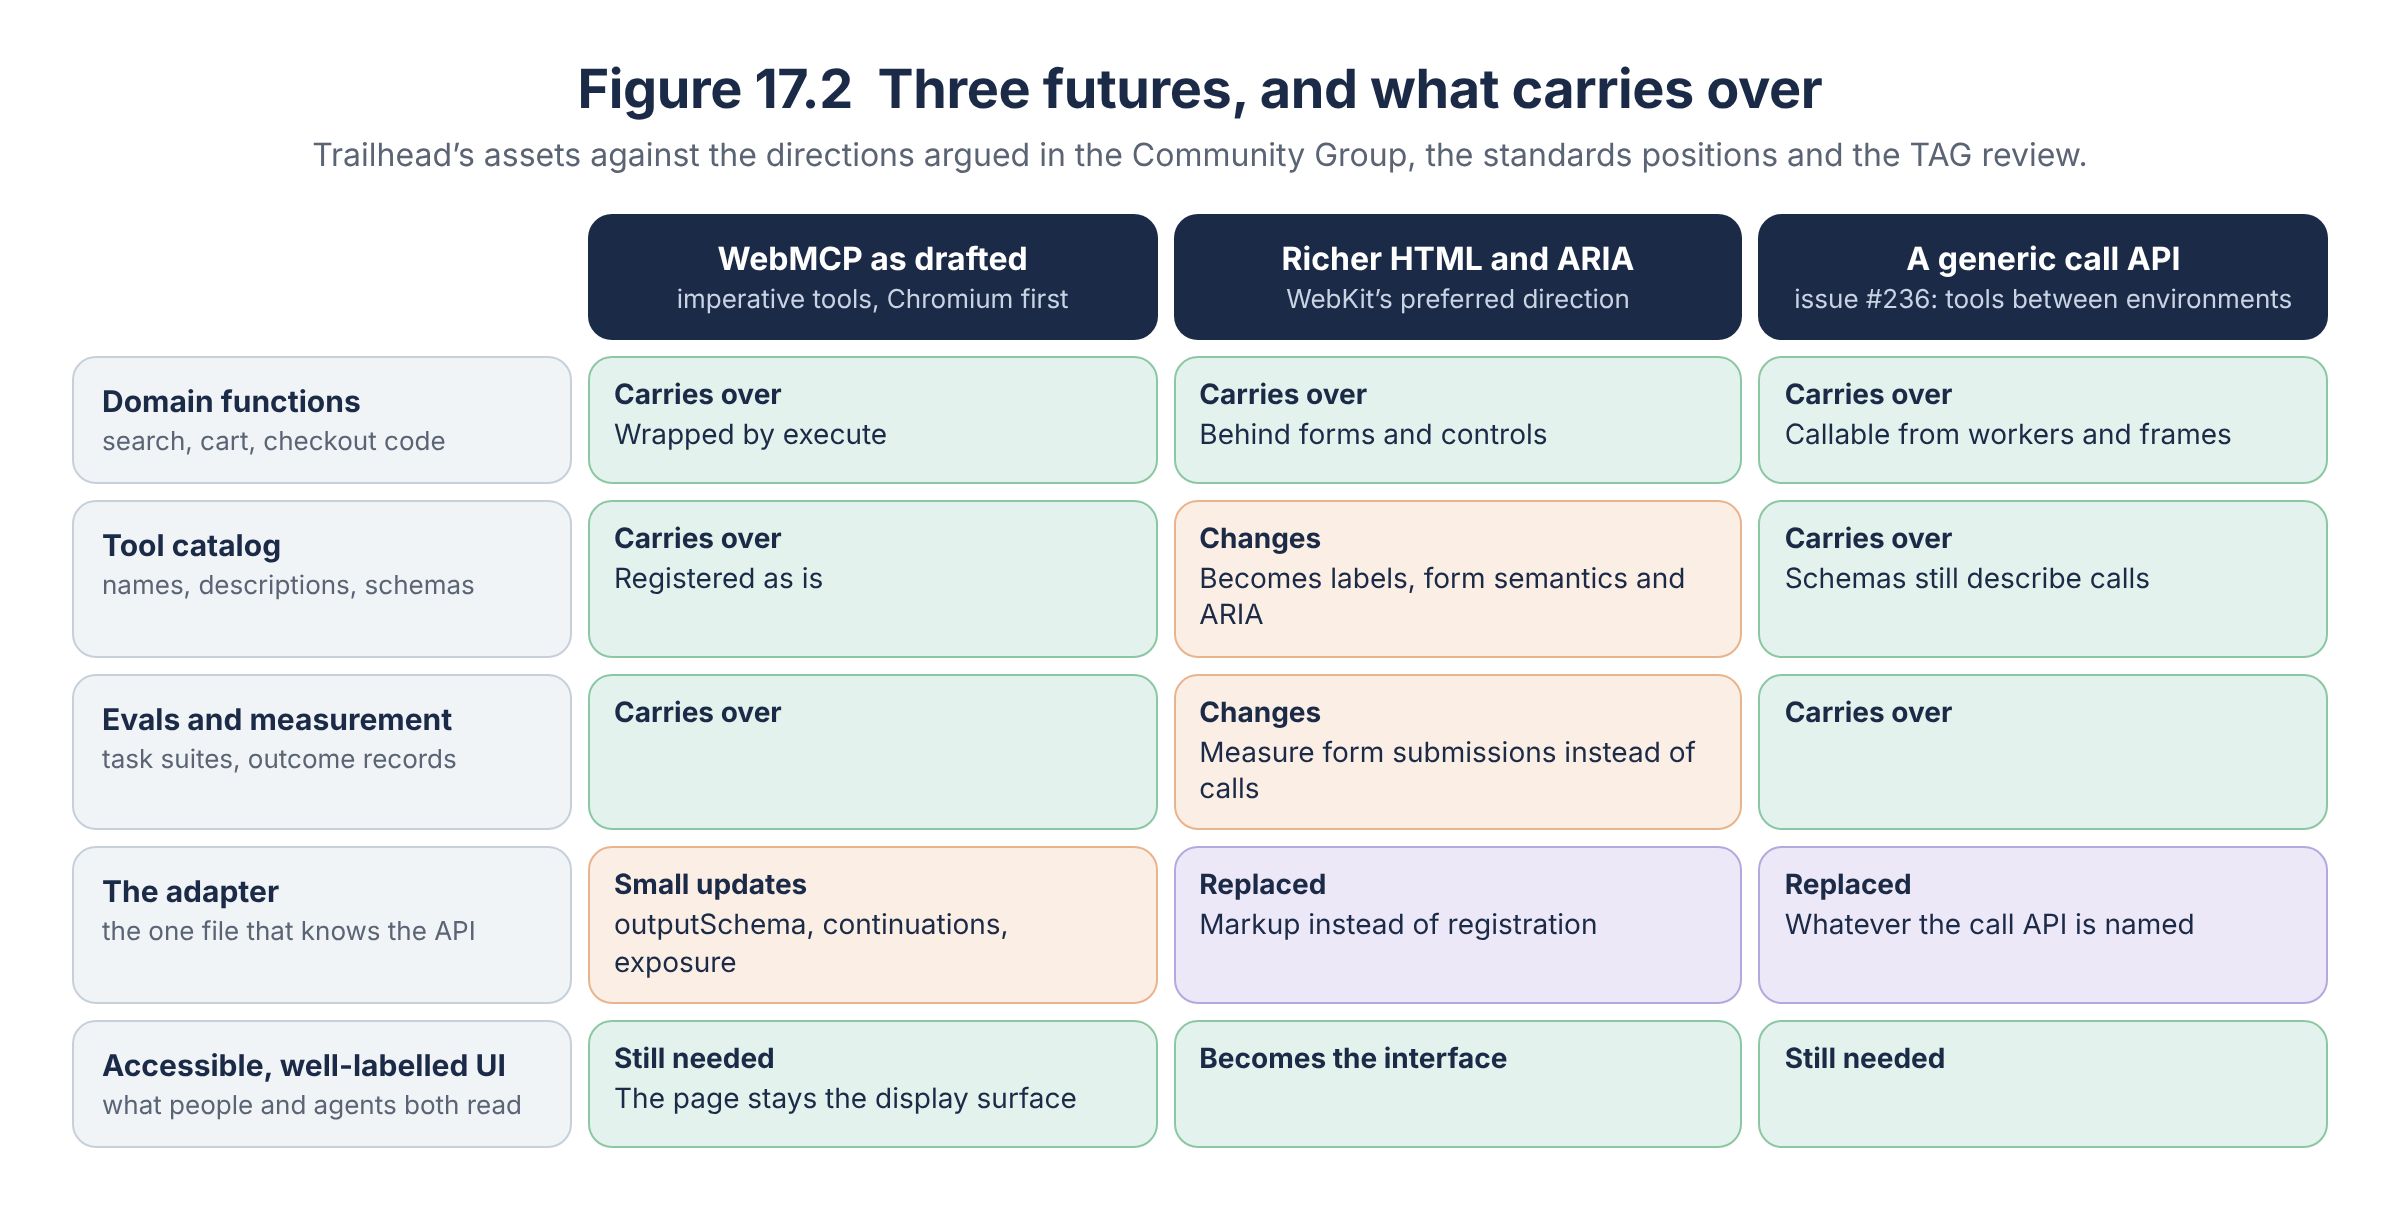 Figure 17.2 Three futures, and what carries over
Trailhead’s assets against the directions argued in the Community Group, the standards positions and the TAG review.
WebMCP as drafted
imperative tools, Chromium first
Richer HTML and ARIA
WebKit’s preferred direction
A generic call API
issue #236: tools between environments
Domain functions
search, cart, checkout code
Carries over
Wrapped by execute
Carries over
Behind forms and controls
Carries over
Callable from workers and frames
Tool catalog
names, descriptions, schemas
Carries over
Registered as is
Changes
Becomes labels, form semantics and
ARIA
Carries over
Schemas still describe calls
Evals and measurement
task suites, outcome records
Carries over
Changes
Measure form submissions instead of
calls
Carries over
The adapter
the one file that knows the API
Small updates
outputSchema, continuations,
exposure
Replaced
Markup instead of registration
Replaced
Whatever the call API is named
Accessible, well-labelled UI
what people and agents both read
Still needed
The page stays the display surface
Becomes the interface
Still needed